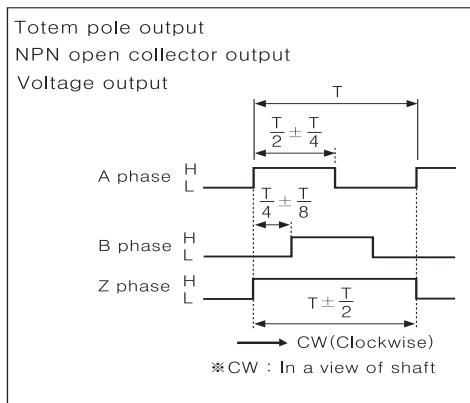 Totem pole output
NPN open collector output
Voltage output
T
T/2 ± T/4
A phase H
L
T/4 ± T/8
B phase H
L
Z phase H
L
T ± T/2
CW(Clockwise)
※CW : In a view of shaft